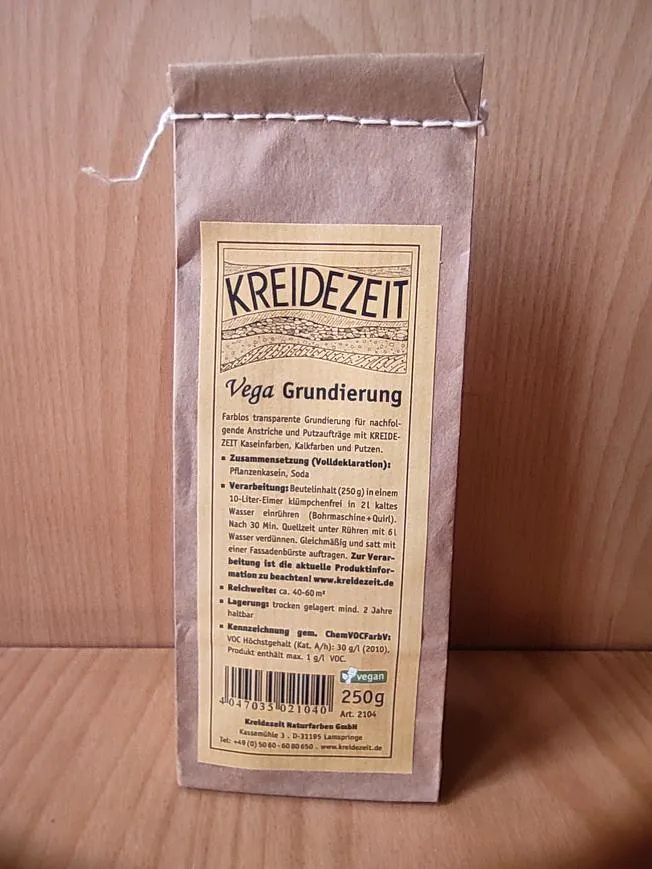 KREIDEZEIT
Vega Grundierung
Farblos transparente Grundierung für nachfol-
gende Anstriche und Putzaufträge mit KREIDE-
ZEIT Kaseinfarben, Kalkfarben und Putzen.
▪ Zusammensetzung (Volldeklaration):
Pflanzenkasein, Soda
▪ Verarbeitung: Beutelinhalt (250 g) in einem
10-Liter-Eimer klümpchenfrei in 2l kaltes
Wasser einrühren (Bohrmaschine+Quirl).
Nach 30 Min. Quellzeit unter Rühren mit 6l
Wasser verdünnen. Gleichmäßig und satt mit
einer Fassadenbürste auftragen. Zur Verar-
beitung ist die aktuelle Produktinfor-
mation zu beachten! www.kreidezeit.de
▪ Reichweite: ca. 40-60 m²
▪ Lagerung: trocken gelagert mind. 2 Jahre
haltbar
▪ Kennzeichnung gem. ChemVOCFarbV:
VOC Höchstgehalt (Kat. A/h): 30 g/l (2010).
Produkt enthält max. 1 g/l VOC.
vegan
4 047035 021040
250g
Art. 2104
Kreidezeit Naturfarben GmbH
Kassemühle 3 . D-31195 Lamspringe
Tel: +49 (0) 50 60 - 60 80 650 . www.kreidezeit.de